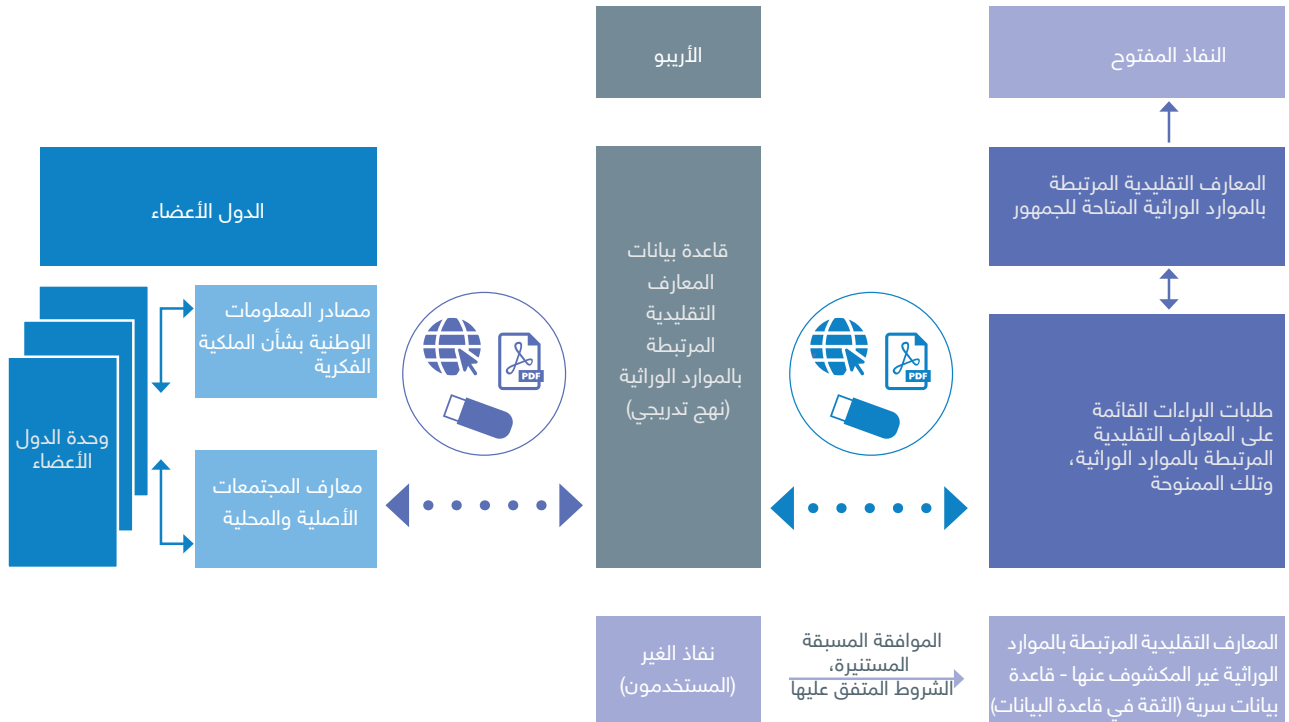 الأريبو
النفاذ المفتوح
الدول الأعضاء
وحدة الدول
الأعضاء
مصادر المعلومات
الوطنية بشأن الملكية
الفكرية
معارف المجتمعات
الأصلية والمحلية
PDF
قاعدة بيانات
المعارف
التقليدية
المرتبطة
بالموارد الوراثية
(نهج تدريجي)
PDF
المعارف التقليدية المرتبطة
بالموارد الوراثية المتاحة للجمهور
طلبات البراءات القائمة
على المعارف التقليدية
المرتبطة بالموارد الوراثية،
وتلك الممنوحة
نفاذ الغير
(المستخدمون)
الموافقة المسبقة
المستنيرة،
الشروط المتفق عليها
المعارف التقليدية المرتبطة بالموارد
الوراثية غير المكشوف عنها - قاعدة
بيانات سرية (الثقة في قاعدة البيانات)